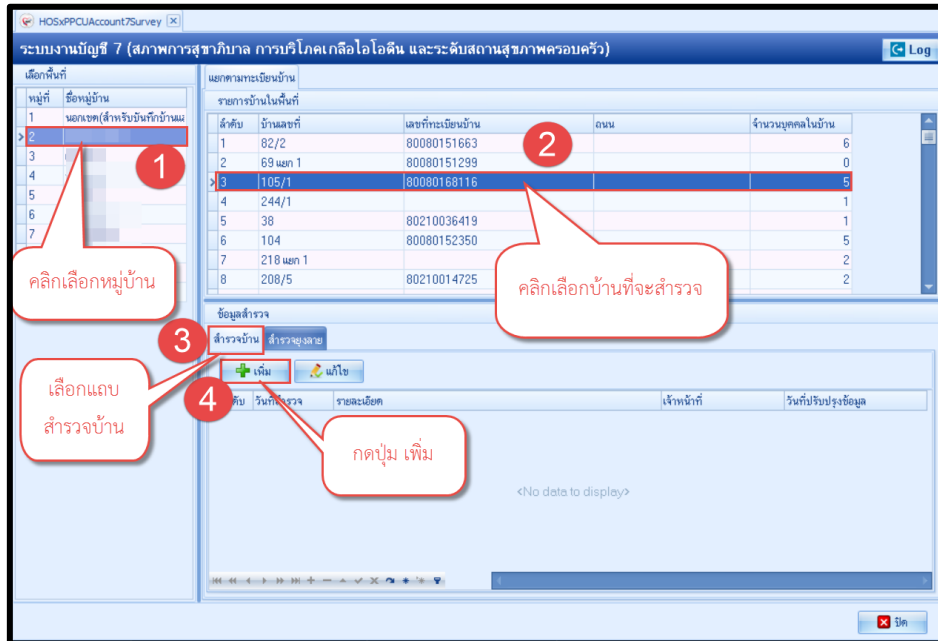 HOSxPPCUAccount7Survey
ระบบงานบัญชี 7 (สภาพการสุขาภิบาล การบริโภคเกลือไอโอดีน และระดับสถานสุขภาพครอบครัว)
Log
เลือกพื้นที่
หมู่ที่ ชื่อหมู่บ้าน
1 นอกเขต(สำหรับบันทึกบ้านผ
2
3
4
5
6
7
1
คลิกเลือกหมู่บ้าน
แยกตามทะเบียนบ้าน
รายการบ้านในพื้นที่
ลำดับ บ้านเลขที่ เลขที่ทะเบียนบ้าน ถนน จำนวนบุคคลในบ้าน
1 82/2 80080151663 6
2 69 แยก 1 80080151299 0
3 105/1 80080168116 5
4 244/1 1
5 38 80210036419 1
6 104 80080152350 5
7 218 แยก 1 2
8 208/5 80210014725 2
2
คลิกเลือกบ้านที่จะสำรวจ
ข้อมูลสำรวจ
3
สำรวจบ้าน สำรวจยุงลาย
เลือกแถบ
สำรวจบ้าน
เพิ่ม แก้ไข
4
วันที่สำรวจ รายละเอียด เจ้าหน้าที่ วันที่ปรับปรุงข้อมูล
กดปุ่ม เพิ่ม
<No data to display>
ปิด